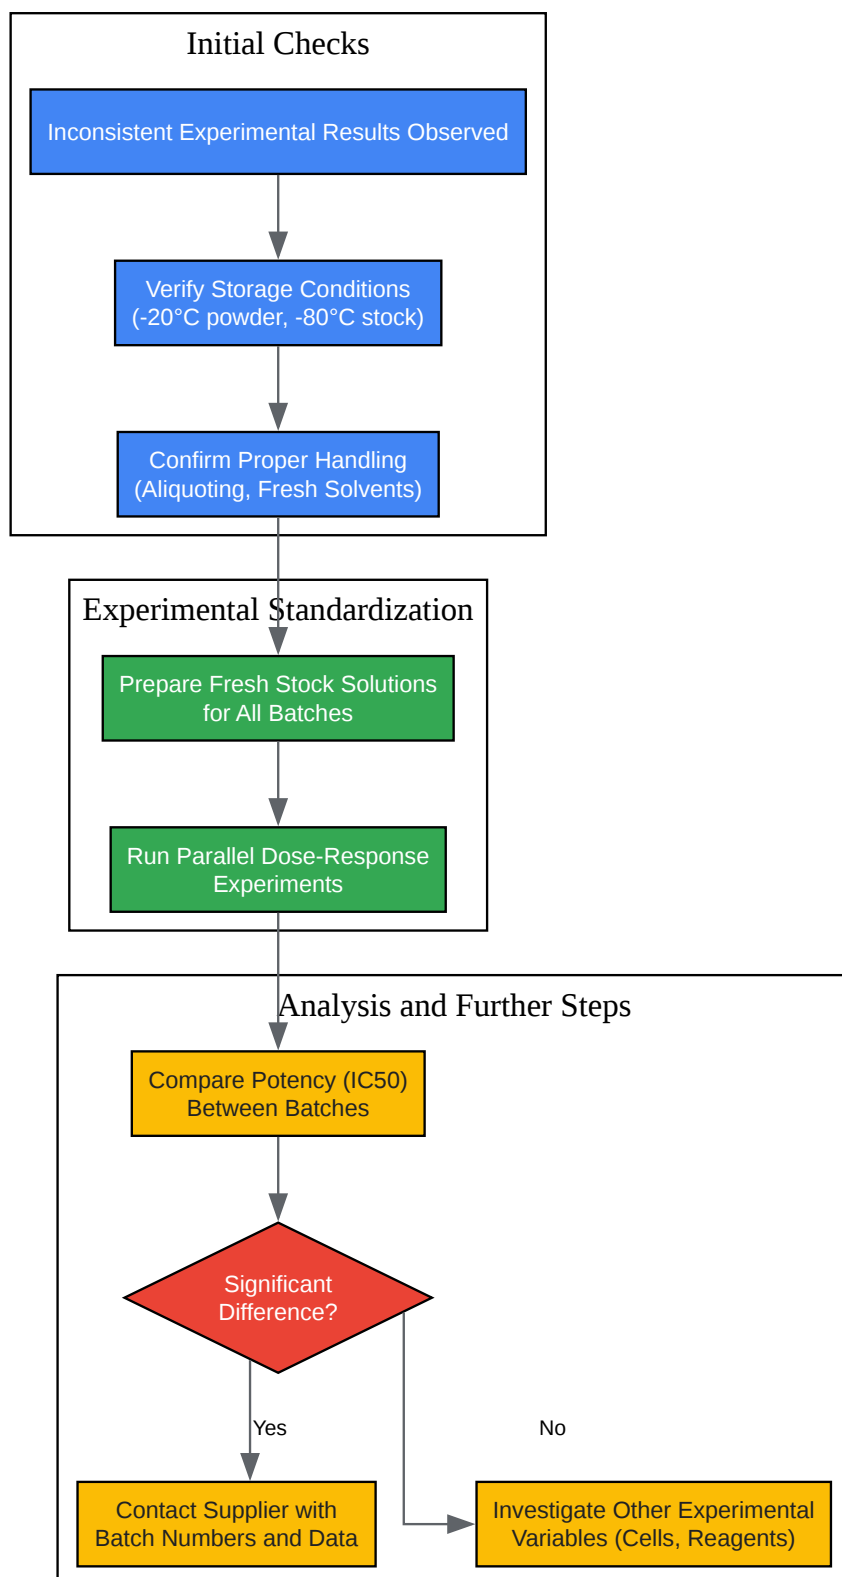 Initial Checks
Inconsistent Experimental Results Observed
Verify Storage Conditions
(-20°C powder, -80°C stock)
Confirm Proper Handling
(Aliquoting, Fresh Solvents)
Experimental Standardization
Prepare Fresh Stock Solutions
for All Batches
Run Parallel Dose-Response
Experiments
Analysis and Further Steps
Compare Potency (IC50)
Between Batches
Significant
Difference?
Yes
No
Contact Supplier with
Batch Numbers and Data
Investigate Other Experimental
Variables (Cells, Reagents)